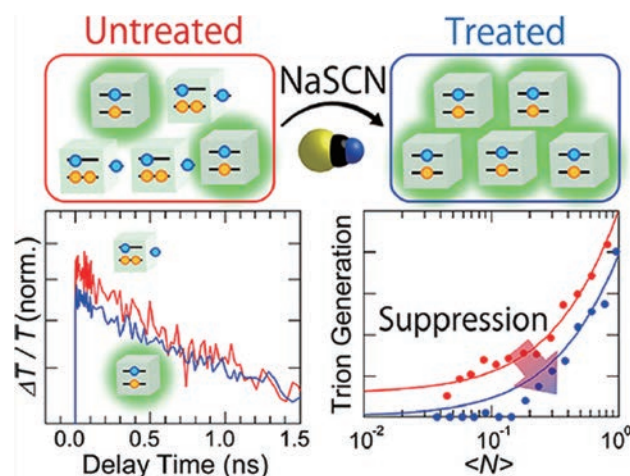 Untreated
NaSCN
Treated
ΔT / T (norm.)
0.0 0.5 1.0 1.5
Delay Time (ns)
Trion Generation
Suppression
10⁻² 10⁻¹ 10⁰
<N>